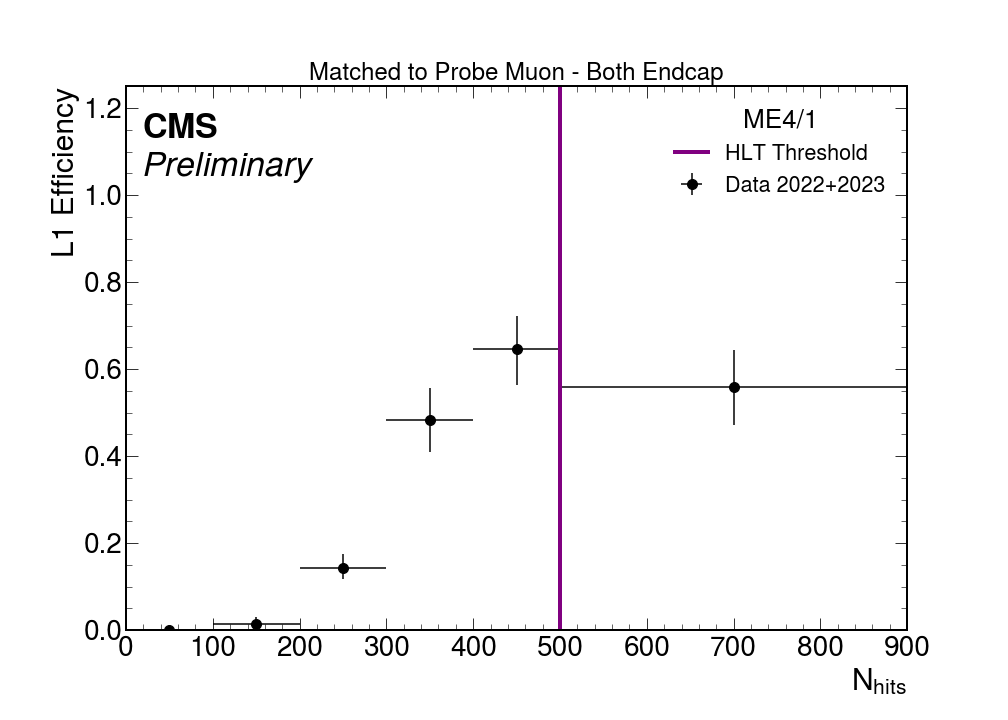 Matched to Probe Muon - Both Endcap
L1 Efficiency
CMS
Preliminary
ME4/1
HLT Threshold
Data 2022+2023
1.2
1.0
0.8
0.6
0.4
0.2
0.0
0 100 200 300 400 500 600 700 800 900
Nhits